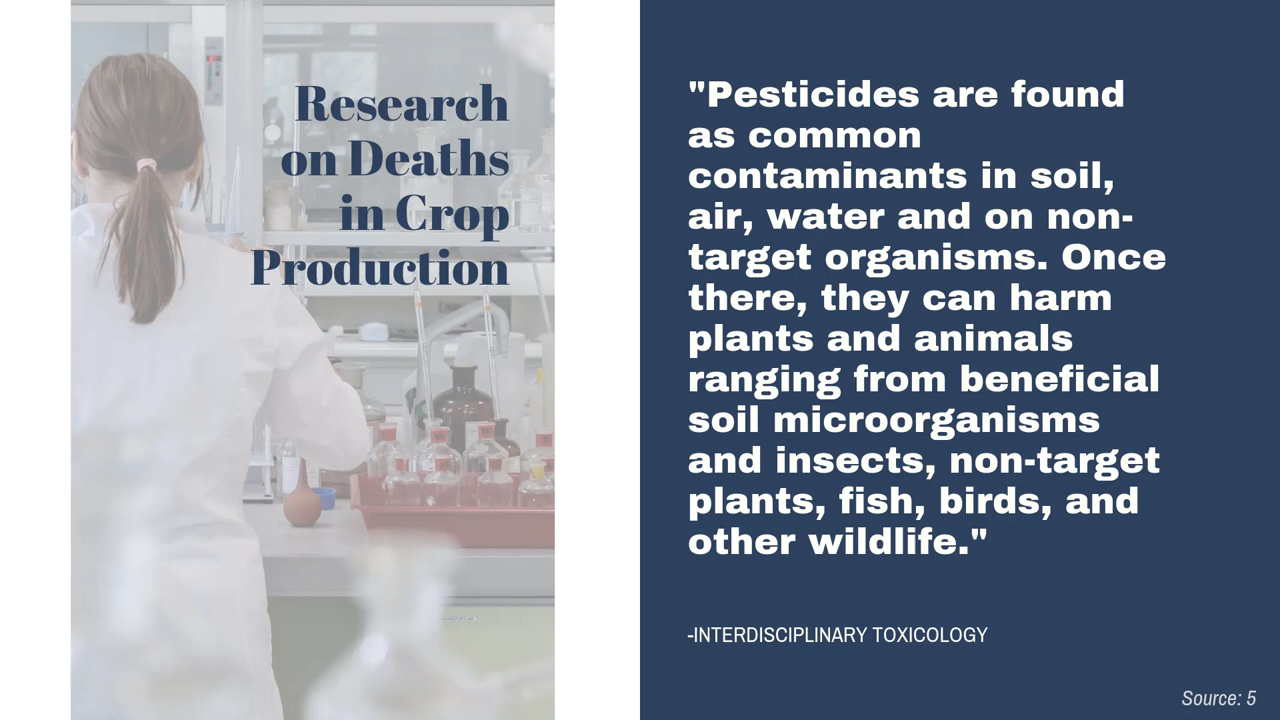 Research
on Deaths
in Crop
Production
"Pesticides are found
as common
contaminants in soil,
air, water and on non-
target organisms. Once
there, they can harm
plants and animals
ranging from beneficial
soil microorganisms
and insects, non-target
plants, fish, birds, and
other wildlife."
-INTERDISCIPLINARY TOXICOLOGY
Source: 5